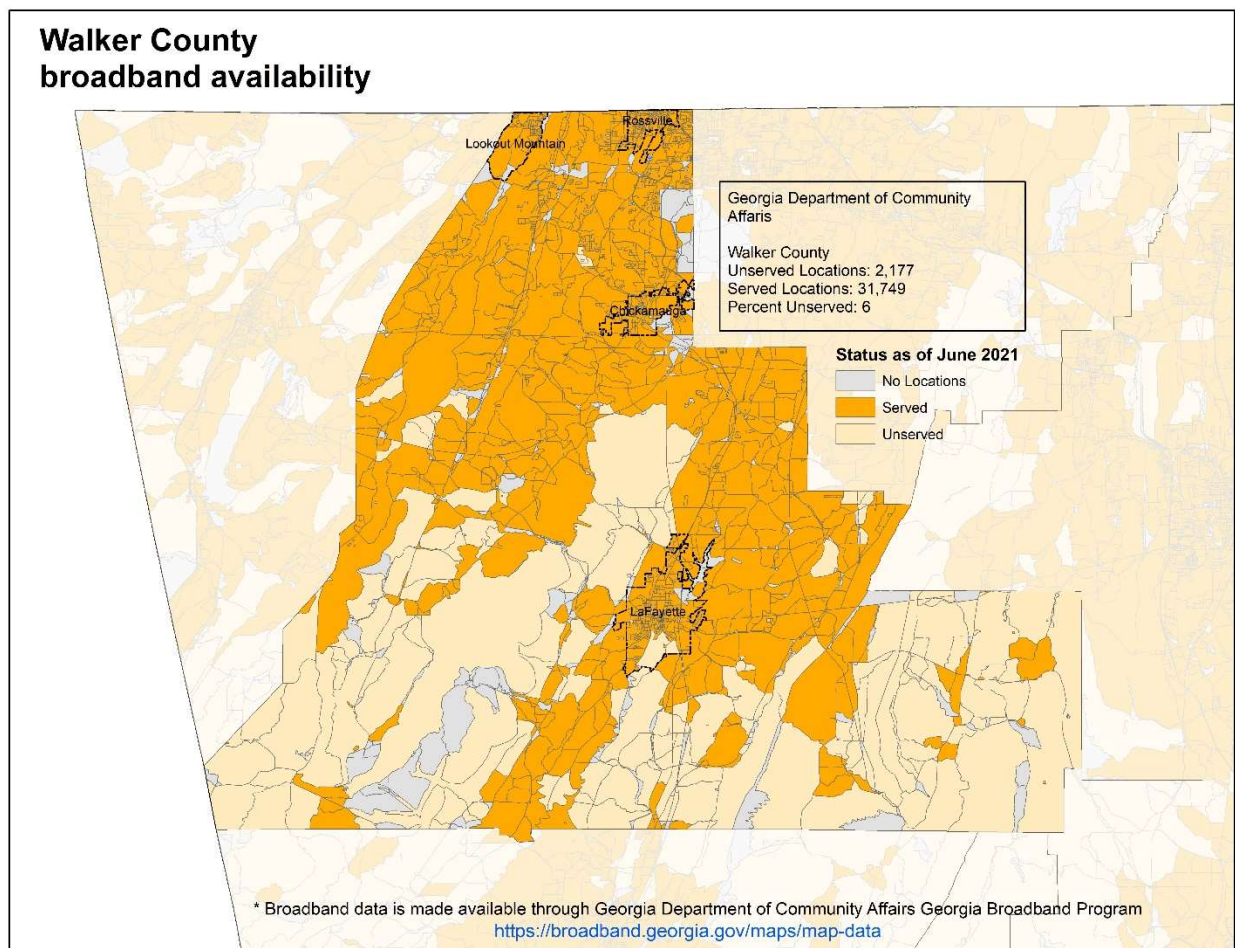 Walker County
broadband availability
Rossville
Lookout Mountain
Georgia Department of Community
Affaris
Walker County
Unserved Locations: 2,177
Served Locations: 31,749
Percent Unserved: 6
Chickamauga
Status as of June 2021
No Locations
Served
Unserved
LaFayette
* Broadband data is made available through Georgia Department of Community Affairs Georgia Broadband Program
https://broadband.georgia.gov/maps/map-data